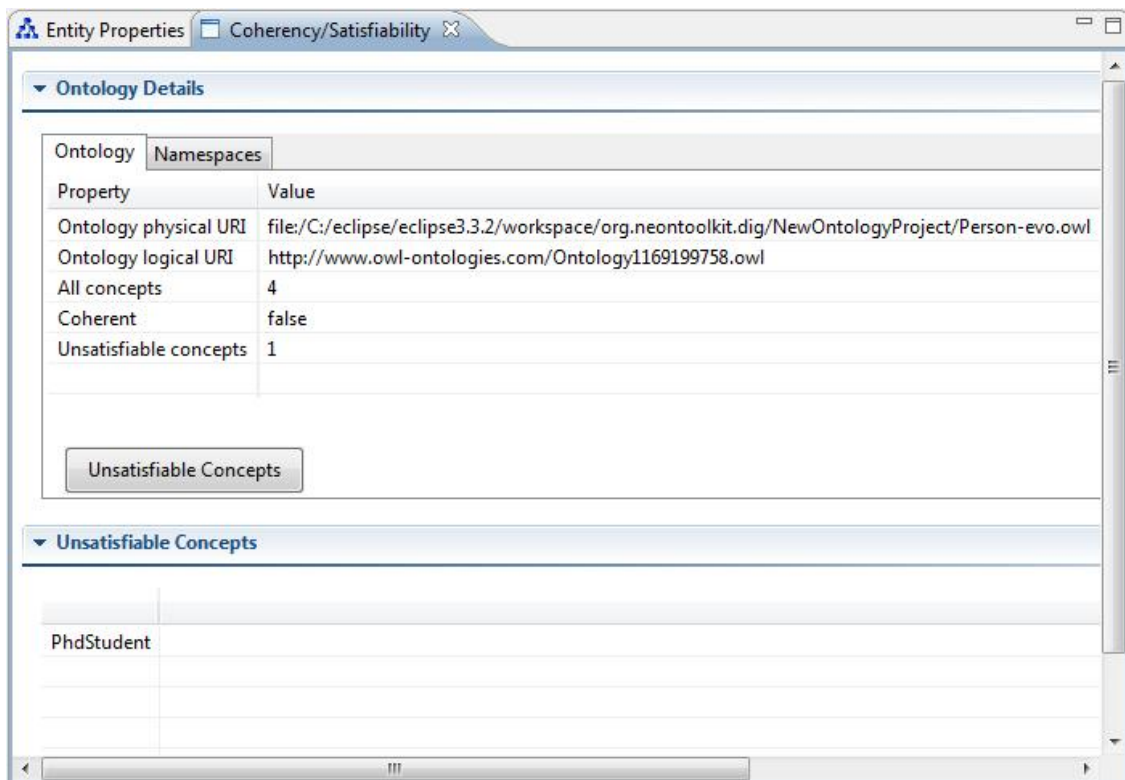 Entity Properties Coherency/Satisfiability
Ontology Details
Ontology Namespaces
Property Value
Ontology physical URI file:/C:/eclipse/eclipse3.3.2/workspace/org.neontoolkit.dig/NewOntologyProject/Person-evo.owl
Ontology logical URI http://www.owl-ontologies.com/Ontology1169199758.owl
All concepts 4
Coherent false
Unsatisfiable concepts 1
Unsatisfiable Concepts
Unsatisfiable Concepts
PhdStudent